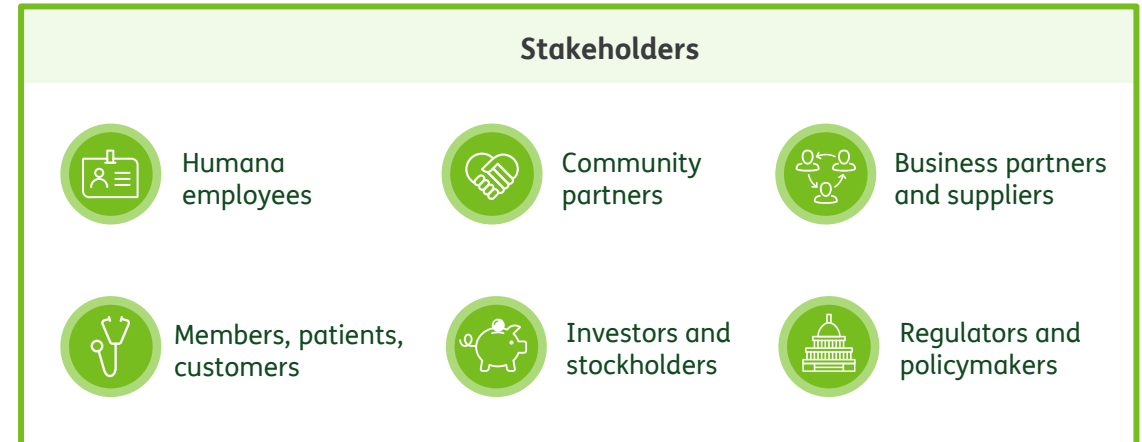 Stakeholders
Humana
employees
Community
partners
Business partners
and suppliers
Members, patients,
customers
Investors and
stockholders
Regulators and
policymakers